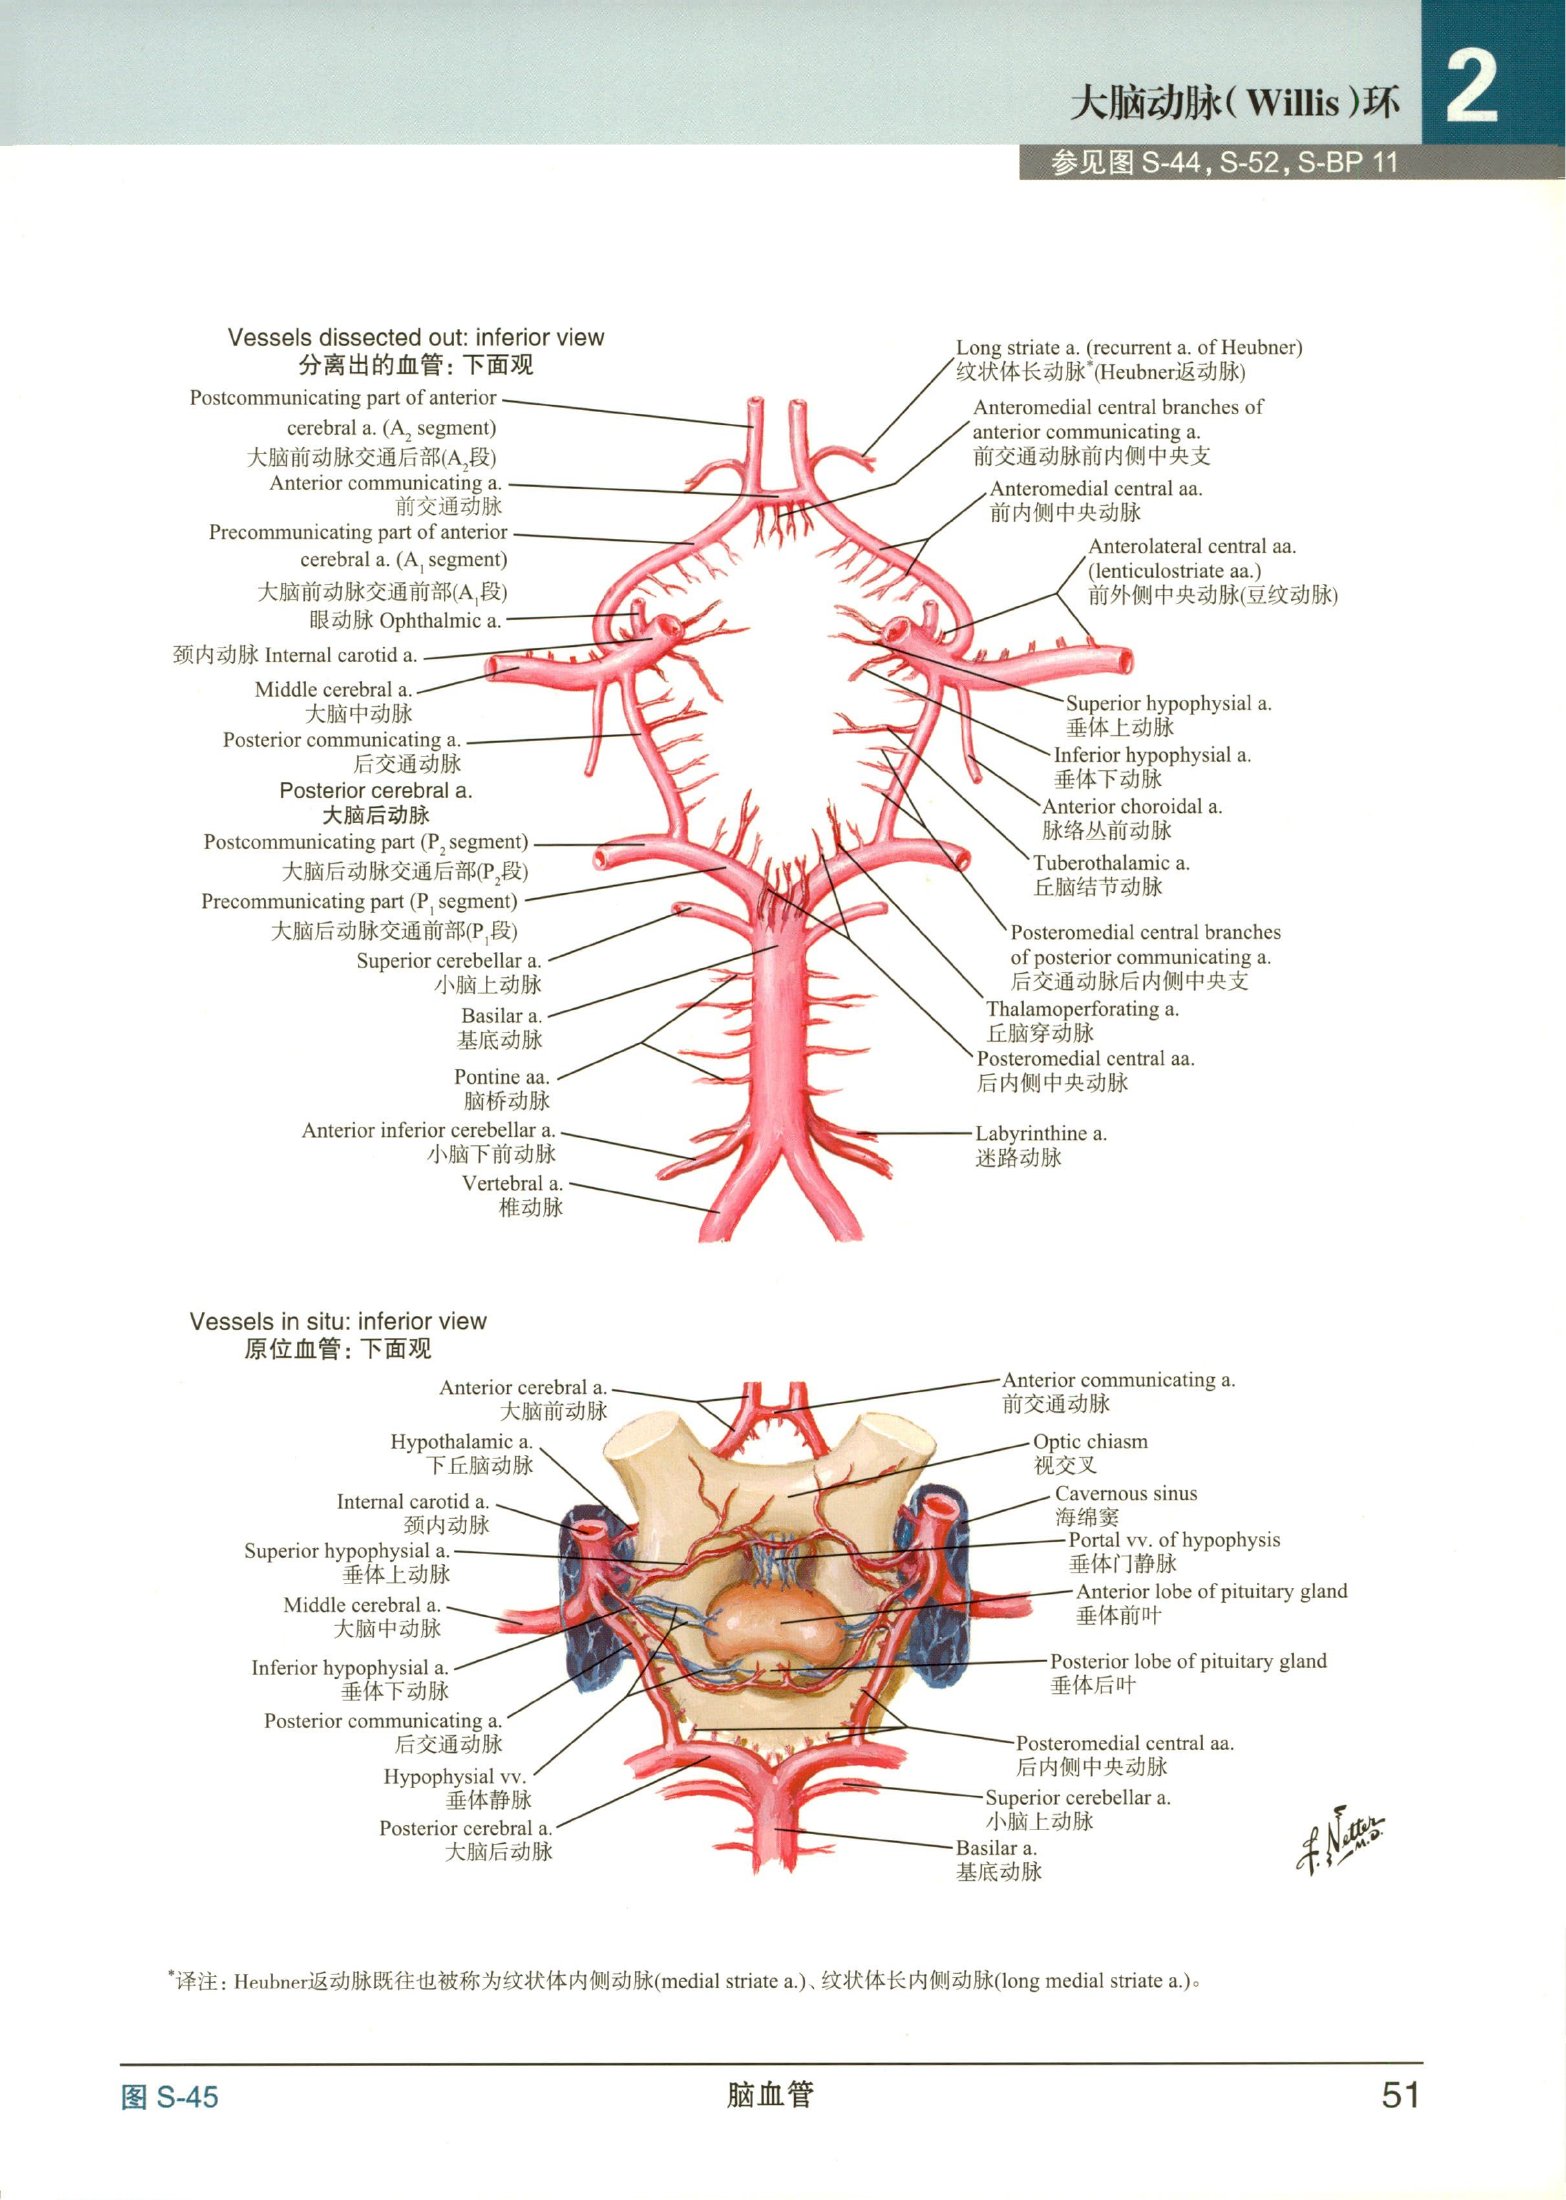 大脑动脉(Willis)环
2
参见图 S-44, S-52, S-BP 11
Vessels dissected out: inferior view
分离出的血管：下面观
Postcommunicating part of anterior
cerebral a. (A2 segment)
大脑前动脉交通后部(A2段)
Anterior communicating a.
前交通动脉
Precommunicating part of anterior
cerebral a. (A1 segment)
大脑前动脉交通前部(A1段)
眼动脉 Ophthalmic a.
颈内动脉 Internal carotid a.
Middle cerebral a.
大脑中动脉
Posterior communicating a.
后交通动脉
Posterior cerebral a.
大脑后动脉
Postcommunicating part (P2 segment)
大脑后动脉交通后部(P2段)
Precommunicating part (P1 segment)
大脑后动脉交通前部(P1段)
Superior cerebellar a.
小脑上动脉
Basilar a.
基底动脉
Pontine aa.
脑桥动脉
Anterior inferior cerebellar a.
小脑下前动脉
Vertebral a.
椎动脉
Long striate a. (recurrent a. of Heubner)
纹状体长动脉*(Heubner返动脉)
Anteromedial central branches of
anterior communicating a.
前交通动脉前内侧中央支
Anteromedial central aa.
前内侧中央动脉
Anterolateral central aa.
(lenticulostriate aa.)
前外侧中央动脉(豆纹动脉)
Superior hypophysial a.
垂体上动脉
Inferior hypophysial a.
垂体下动脉
Anterior choroidal a.
脉络丛前动脉
Tuberothalamic a.
丘脑结节动脉
Posteromedial central branches
of posterior communicating a.
后交通动脉后内侧中央支
Thalamoperforating a.
丘脑穿动脉
Posteromedial central aa.
后内侧中央动脉
Labyrinthine a.
迷路动脉
Vessels in situ: inferior view
原位血管：下面观
Anterior cerebral a.
大脑前动脉
Hypothalamic a.
下丘脑动脉
Internal carotid a.
颈内动脉
Superior hypophysial a.
垂体上动脉
Middle cerebral a.
大脑中动脉
Inferior hypophysial a.
垂体下动脉
Posterior communicating a.
后交通动脉
Hypophysial vv.
垂体静脉
Posterior cerebral a.
大脑后动脉
Anterior communicating a.
前交通动脉
Optic chiasm
视交叉
Cavernous sinus
海绵窦
Portal vv. of hypophysis
垂体门静脉
Anterior lobe of pituitary gland
垂体前叶
Posterior lobe of pituitary gland
垂体后叶
Posteromedial central aa.
后内侧中央动脉
Superior cerebellar a.
小脑上动脉
Basilar a.
基底动脉
F. Netter M.D.
*译注：Heubner返动脉既往也被称为纹状体内侧动脉(medial striate a.)、纹状体长内侧动脉(long medial striate a.)。
图 S-45
脑血管
51